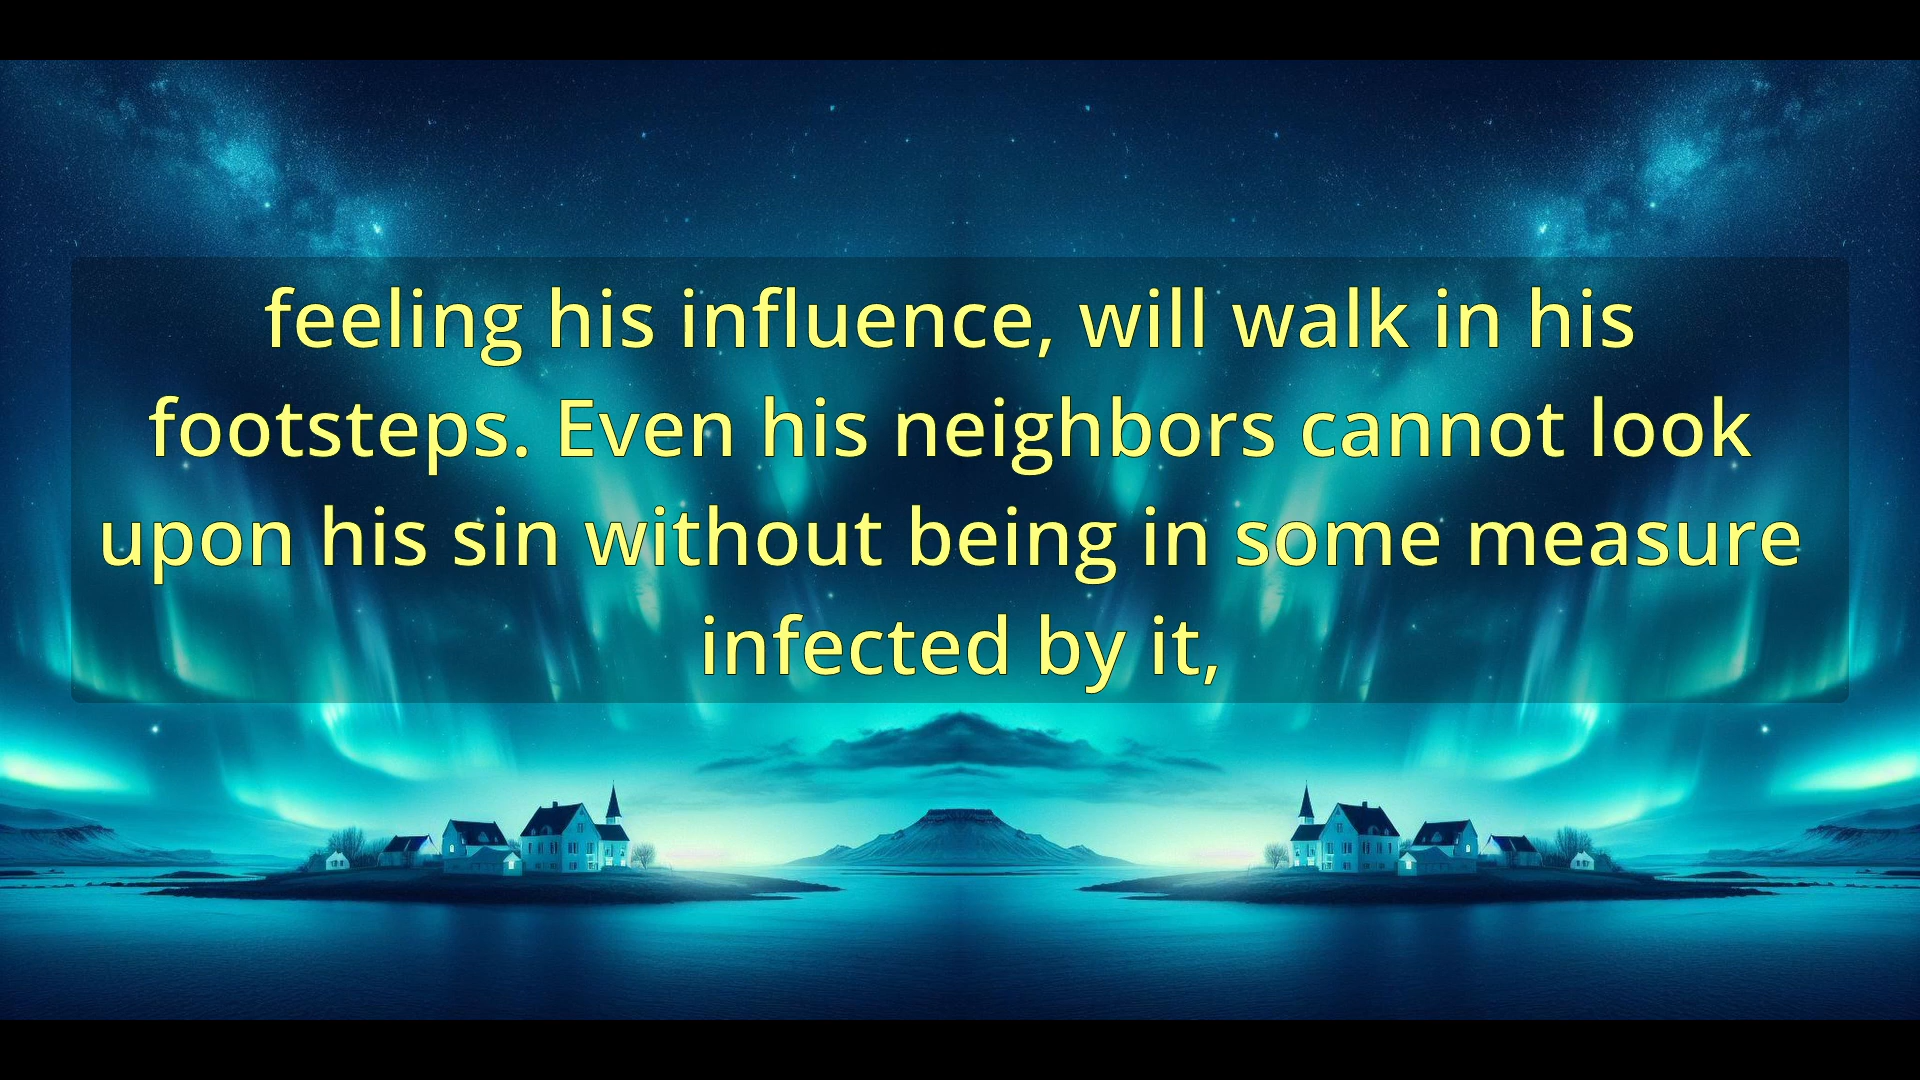 feeling his influence, will walk in his
footsteps. Even his neighbors cannot look
upon his sin without being in some measure
infected by it,